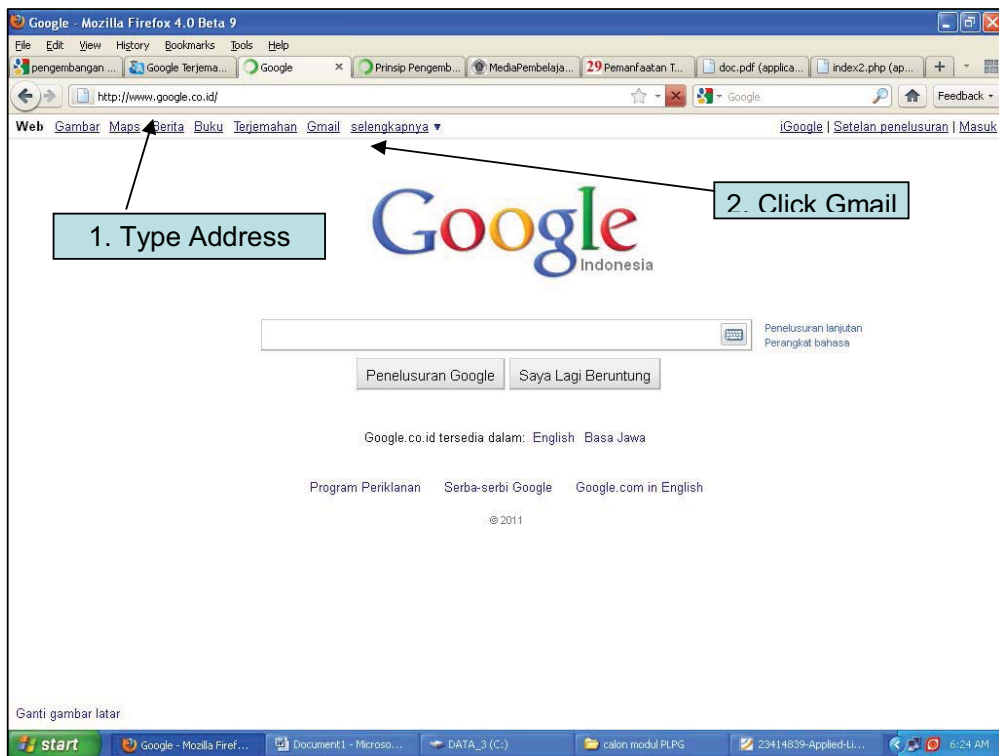 Google - Mozilla Firefox 4.0 Beta 9
File Edit View History Bookmarks Tools Help
pengembangan ... Google Terjema... Google × Prinsip Pengemb... MediaPembelaja... 29 Pemanfaatan T... doc.pdf (applica... index2.php (ap... +
http://www.google.co.id/ Google Feedback
Web Gambar Maps Berita Buku Terjemahan Gmail selengkapnya ▼ iGoogle | Setelan penelusuran | Masuk
2. Click Gmail
1. Type Address
Google
Indonesia
Penelusuran lanjutan
Perangkat bahasa
Penelusuran Google Saya Lagi Beruntung
Google.co.id tersedia dalam: English Basa Jawa
Program Periklanan Serba-serbi Google Google.com in English
© 2011
Ganti gambar latar
start Google - Mozilla Firef... Document1 - Microso... DATA_3 (C:) calon modul PLPG 23414839-Applied-Li... 6:24 AM